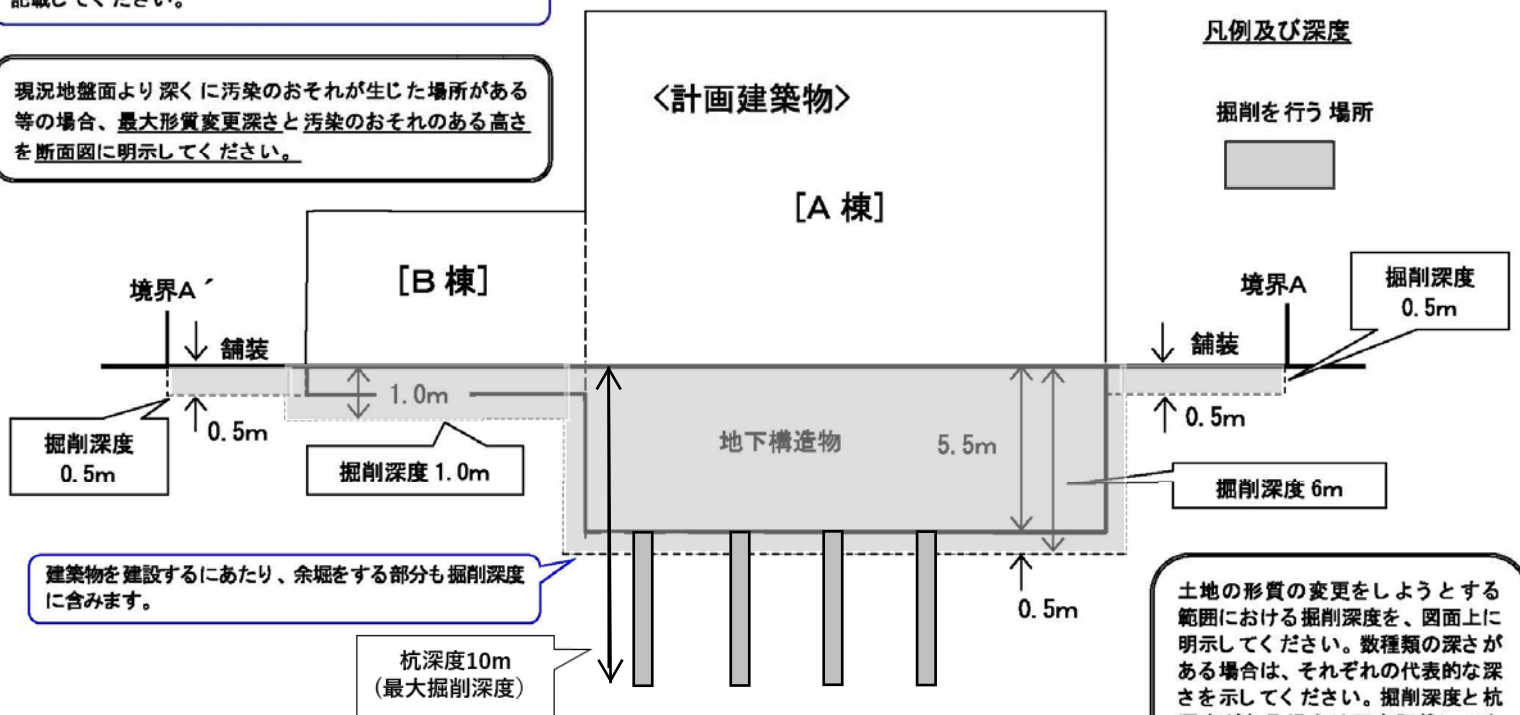 記載してください。
現況地盤面より深くに汚染のおそれが生じた場所がある
等の場合、最大形質変更深さと汚染のおそれのある高さ
を断面図に明示してください。
<計画建築物>
凡例及び深度
掘削を行う場所
[A 棟]
[B 棟]
境界A´
舗装
境界A
舗装
掘削深度
0.5m
1.0m
0.5m
0.5m
掘削深度
0.5m
掘削深度 1.0m
地下構造物
5.5m
掘削深度 6m
建築物を建設するにあたり、余堀をする部分も掘削深度
に含みます。
0.5m
杭深度10m
(最大掘削深度)
土地の形質の変更をしようとする
範囲における掘削深度を、図面上に
明示してください。数種類の深さが
ある場合は、それぞれの代表的な深
さを示してください。掘削深度と杭